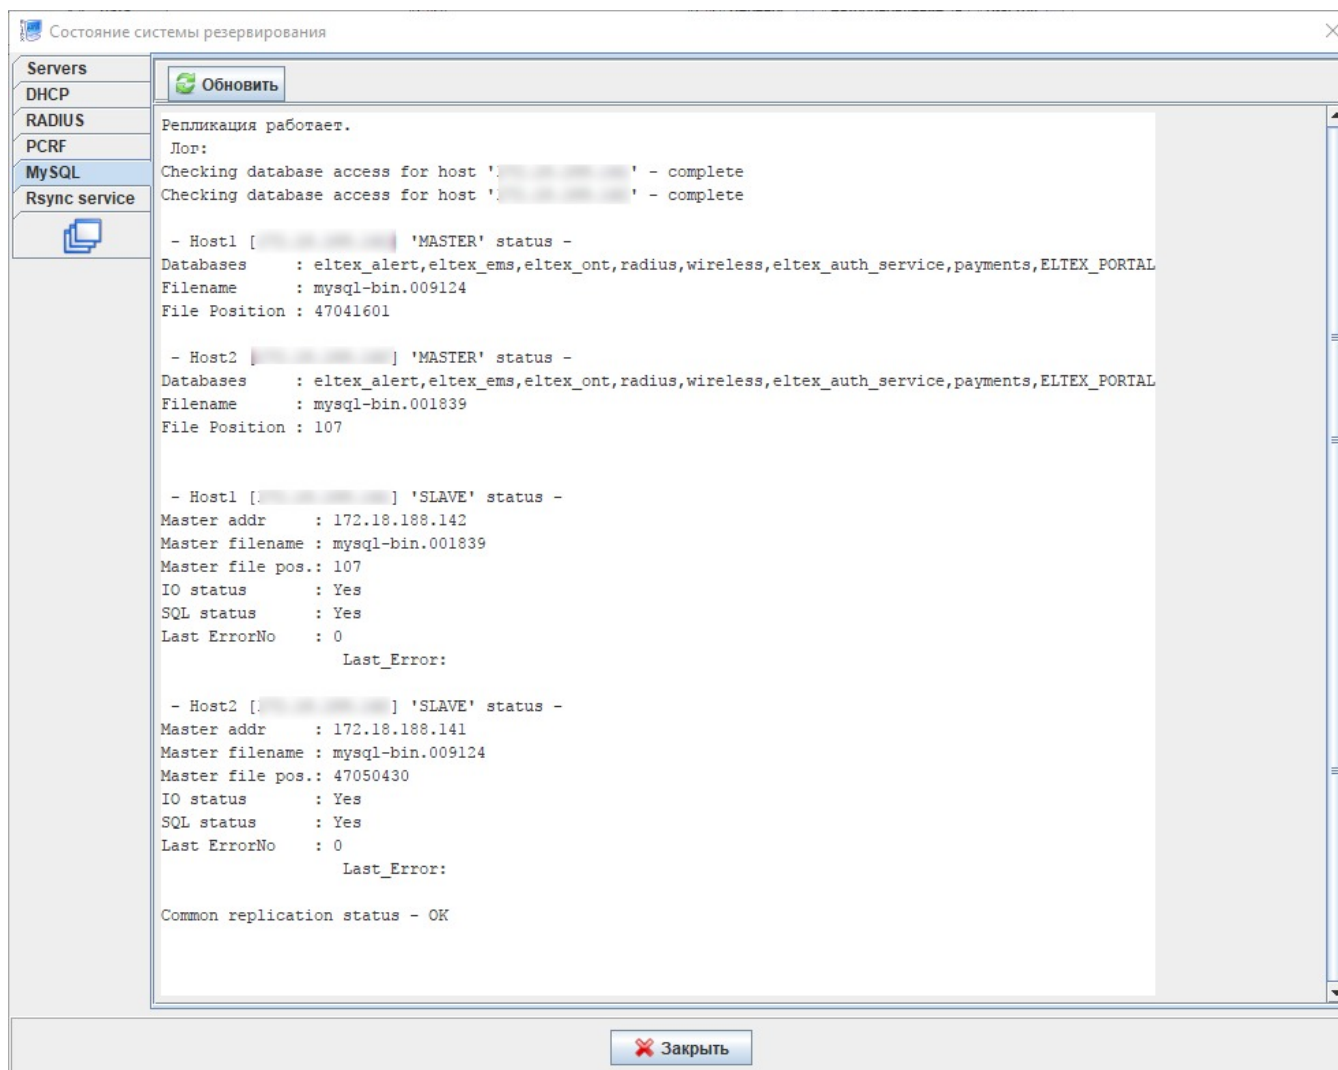 Состояние системы резервирования
Servers
DHCP
RADIUS
PCRF
MySQL
Rsync service
Обновить
Репликация работает.
Лог:
Checking database access for host ' ' - complete
Checking database access for host ' ' - complete
- Host1 [ ] 'MASTER' status -
Databases : eltex_alert,eltex_ems,eltex_ont,radius,wireless,eltex_auth_service,payments,ELTEX_PORTAL
Filename : mysql-bin.009124
File Position : 47041601
- Host2 [ ] 'MASTER' status -
Databases : eltex_alert,eltex_ems,eltex_ont,radius,wireless,eltex_auth_service,payments,ELTEX_PORTAL
Filename : mysql-bin.001839
File Position : 107
- Host1 [ ] 'SLAVE' status -
Master addr : 172.18.188.142
Master filename : mysql-bin.001839
Master file pos.: 107
IO status : Yes
SQL status : Yes
Last ErrorNo : 0
Last_Error:
- Host2 [ ] 'SLAVE' status -
Master addr : 172.18.188.141
Master filename : mysql-bin.009124
Master file pos.: 47050430
IO status : Yes
SQL status : Yes
Last ErrorNo : 0
Last_Error:
Common replication status - OK
Закрыть